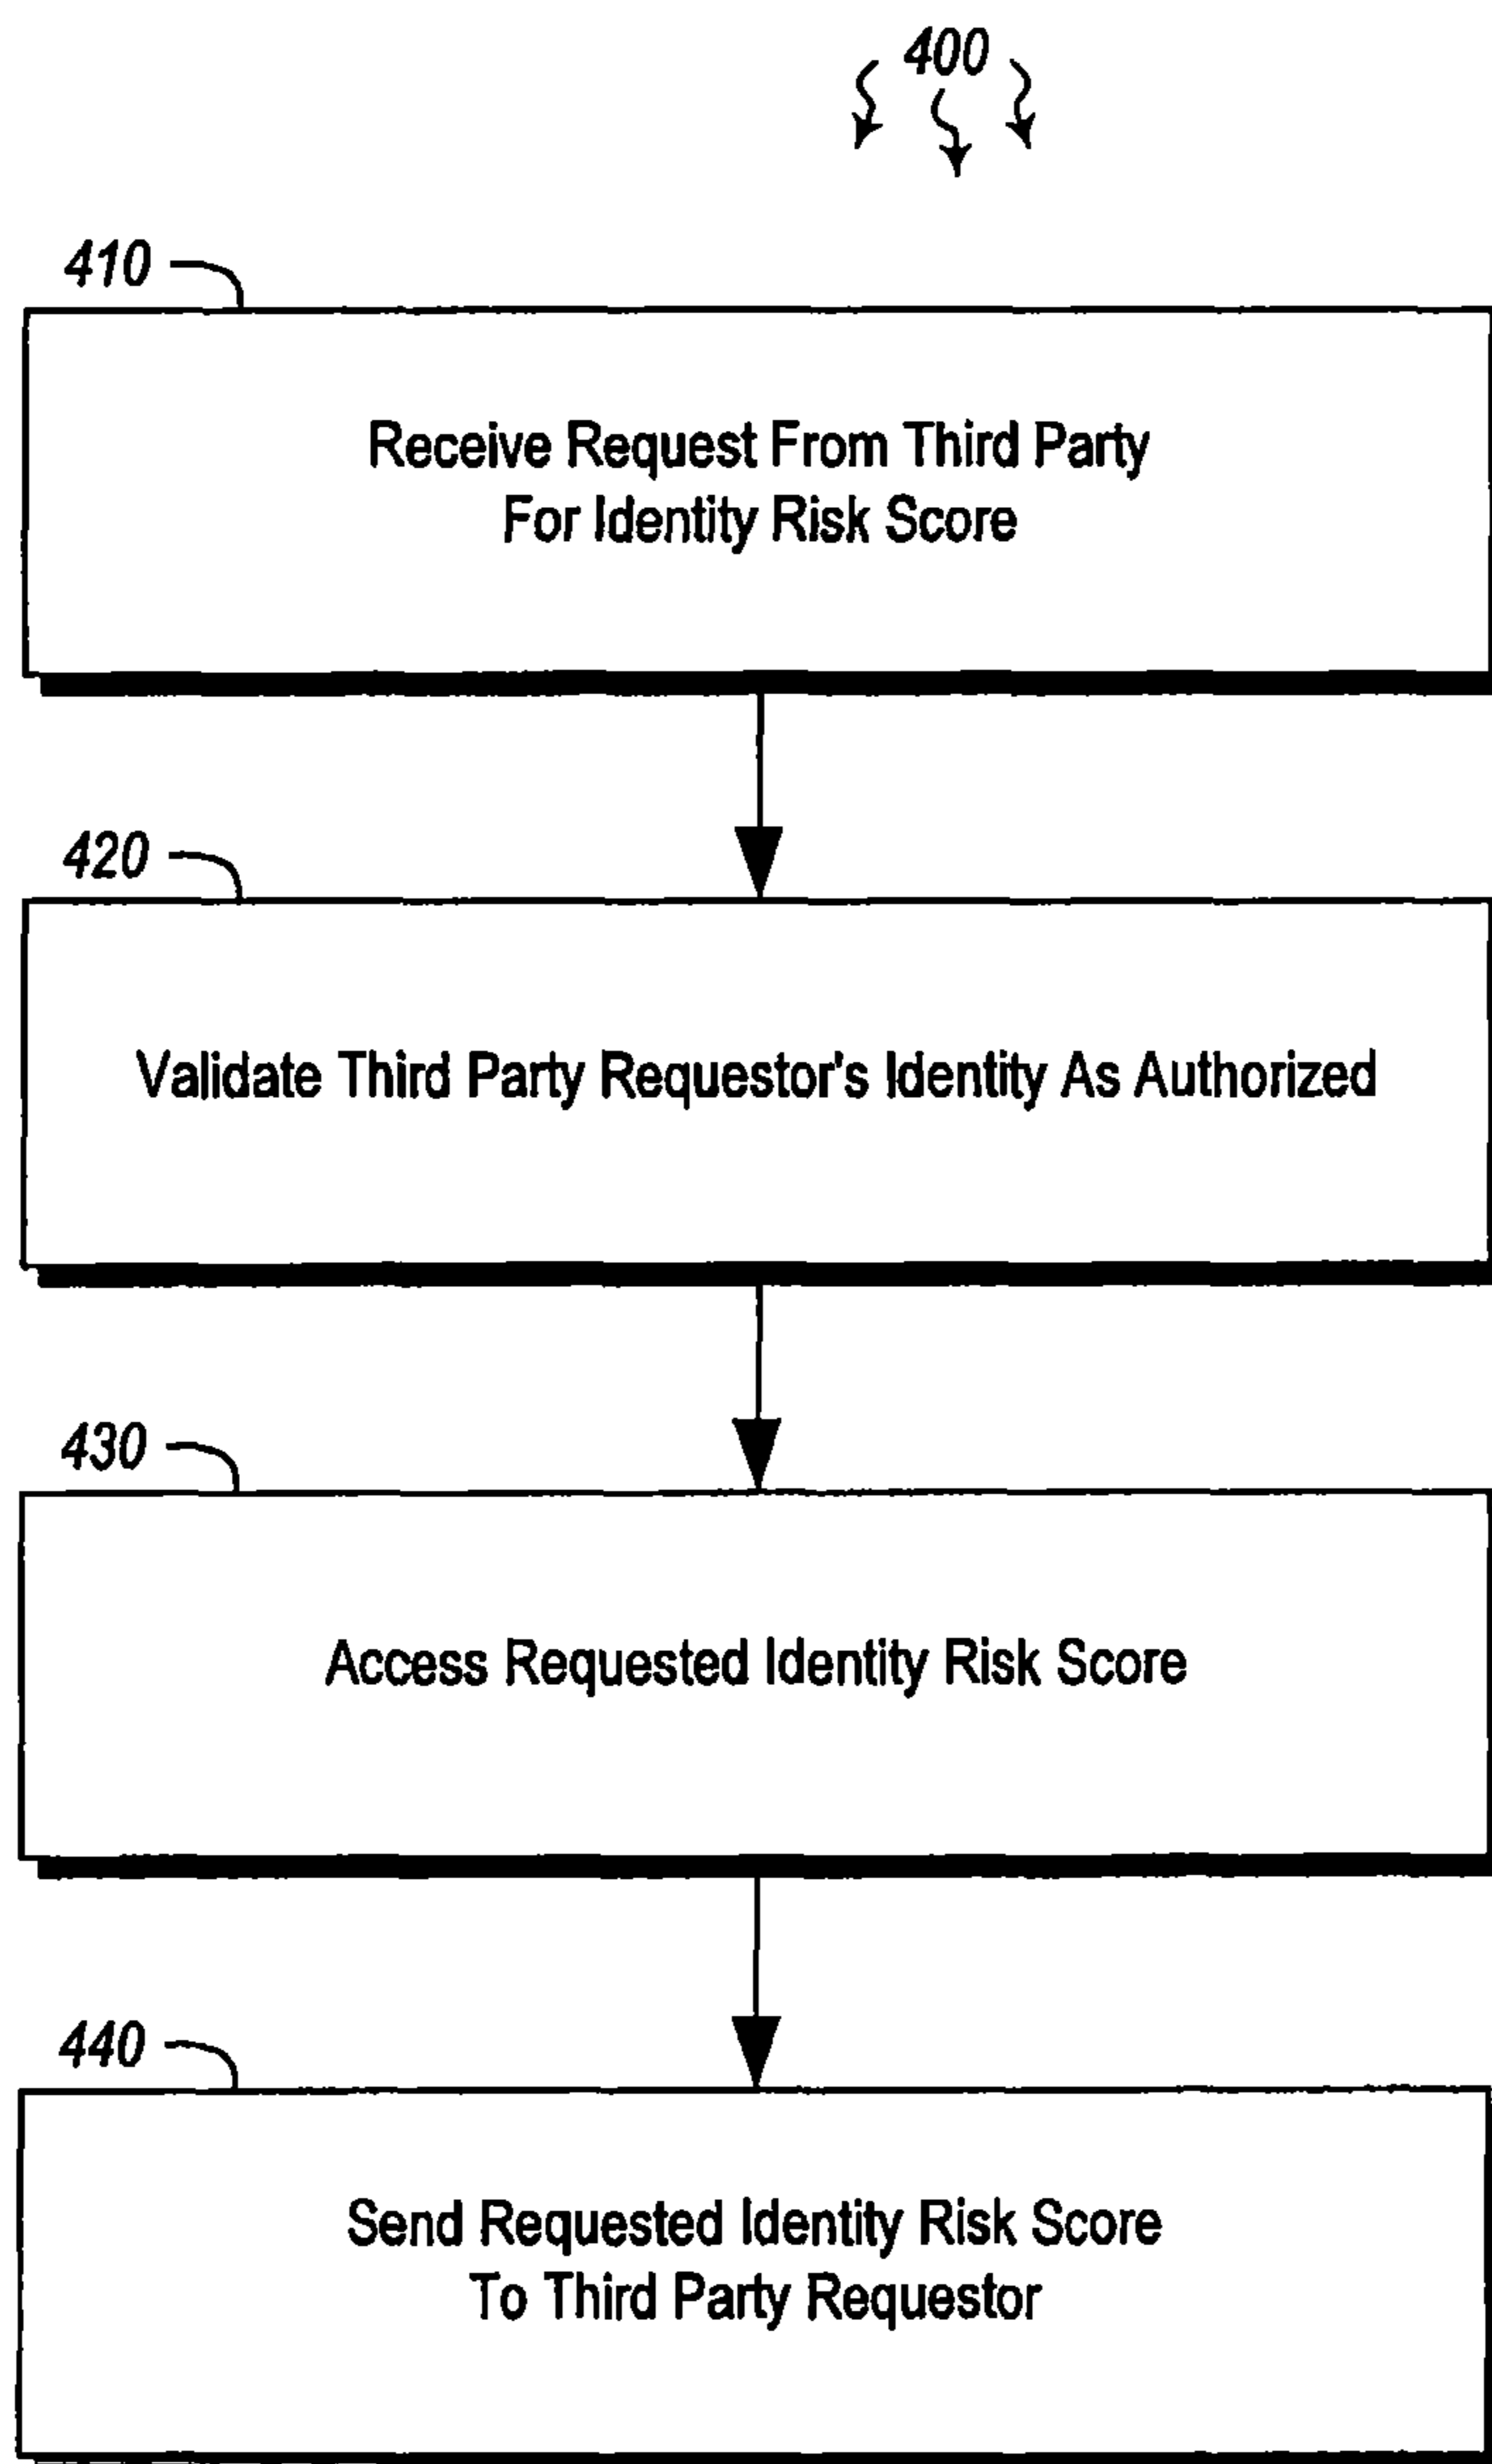 400
410
Receive Request From Third Party
For Identity Risk Score
420
Validate Third Party Requestor's Identity As Authorized
430
Access Requested Identity Risk Score
440
Send Requested Identity Risk Score
To Third Party Requestor